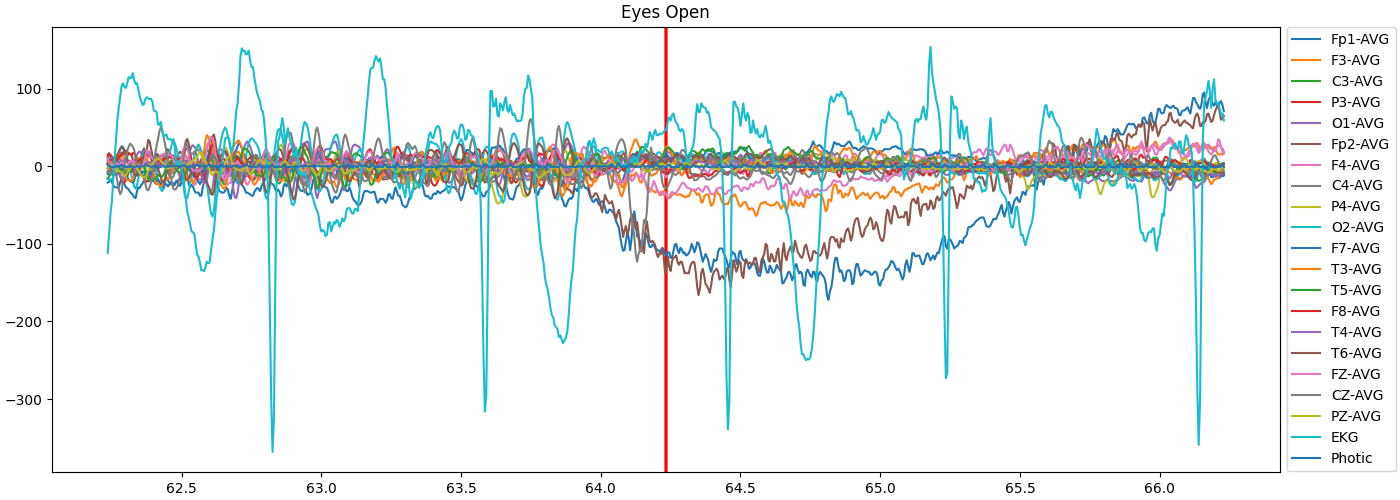 Eyes Open
100
0
−100
−200
−300
62.5 63.0 63.5 64.0 64.5 65.0 65.5 66.0
Fp1-AVG
F3-AVG
C3-AVG
P3-AVG
O1-AVG
Fp2-AVG
F4-AVG
C4-AVG
P4-AVG
O2-AVG
F7-AVG
T3-AVG
T5-AVG
F8-AVG
T4-AVG
T6-AVG
FZ-AVG
CZ-AVG
PZ-AVG
EKG
Photic